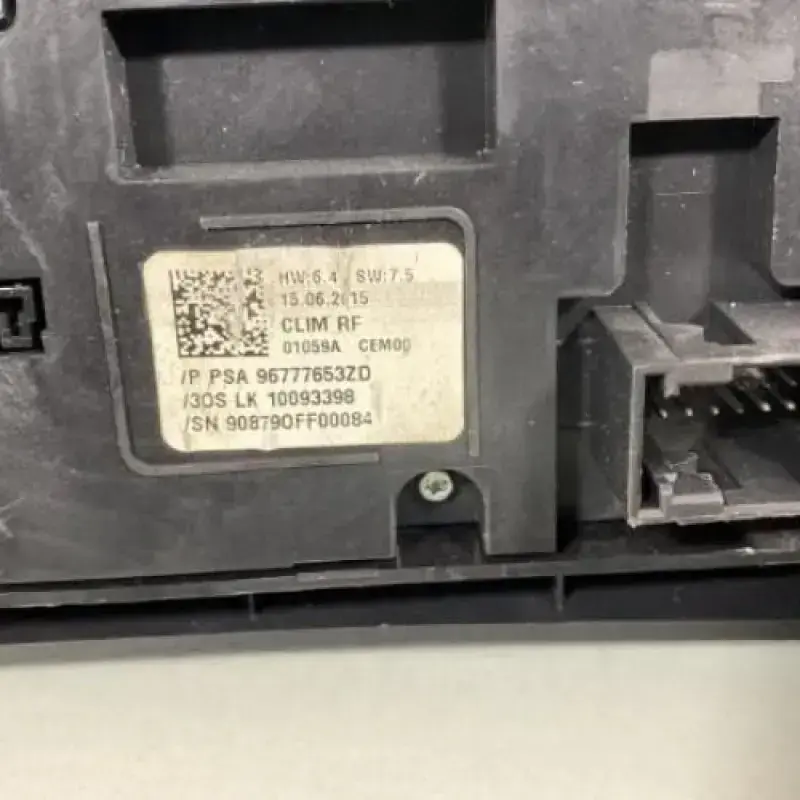 HW:6.4 SW:7.5
15.06.2015
CLIM RF
01059A CEM00
/P PSA 96777653ZD
/3OS LK 10093398
/SN 90879OFF00084